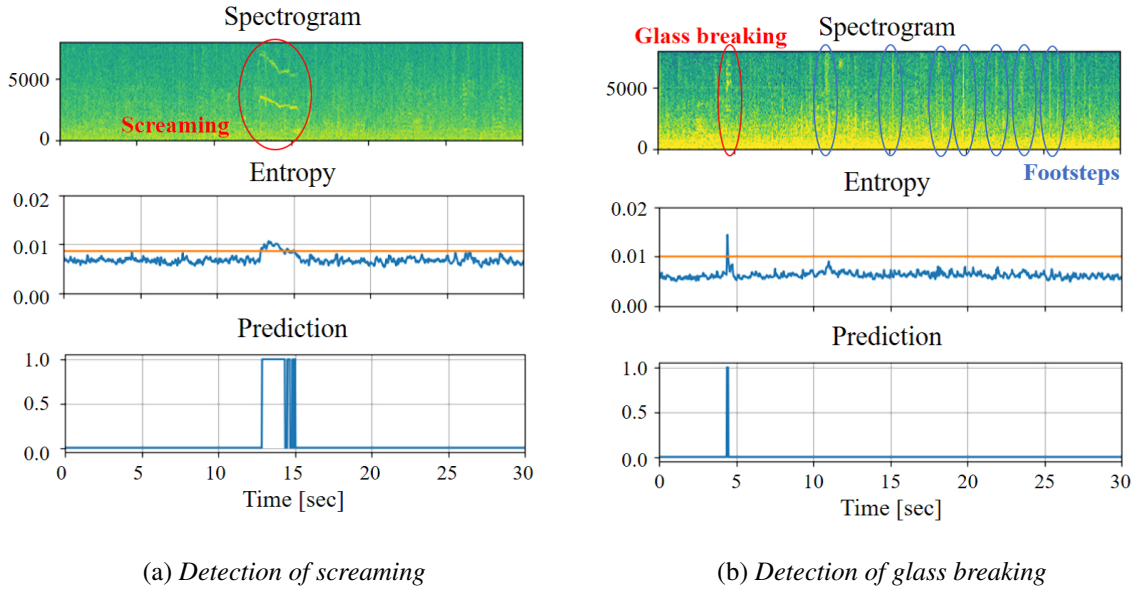 Spectrogram
5000
0
Screaming
Entropy
0.02
0.01
0.00
Prediction
1.0
0.5
0.0
0 5 10 15 20 25 30
Time [sec]
(a) Detection of screaming
Glass breaking
Spectrogram
5000
0
Footsteps
Entropy
0.02
0.01
0.00
Prediction
1.0
0.5
0.0
0 5 10 15 20 25 30
Time [sec]
(b) Detection of glass breaking